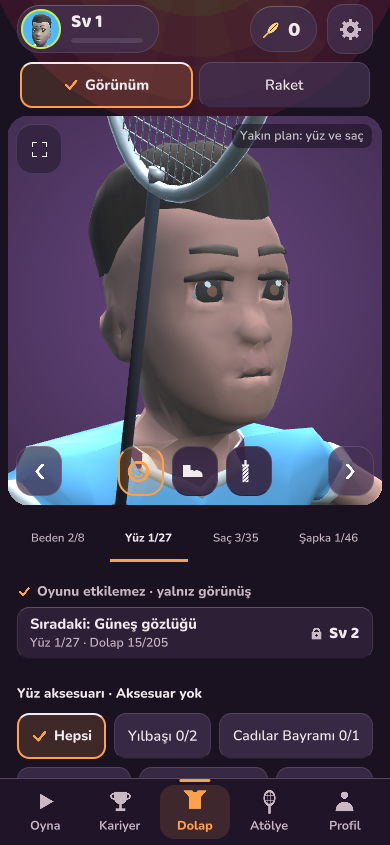 Sv 1
0
Görünüm
Raket
Yakın plan: yüz ve saç
Beden 2/8
Yüz 1/27
Saç 3/35
Şapka 1/46
Oyunu etkilemez · yalnız görünüş
Sıradaki: Güneş gözlüğü
Yüz 1/27 · Dolap 15/205
Sv 2
Yüz aksesuarı · Aksesuar yok
Hepsi
Yılbaşı 0/2
Cadılar Bayramı 0/1
Oyna
Kariyer
Dolap
Atölye
Profil